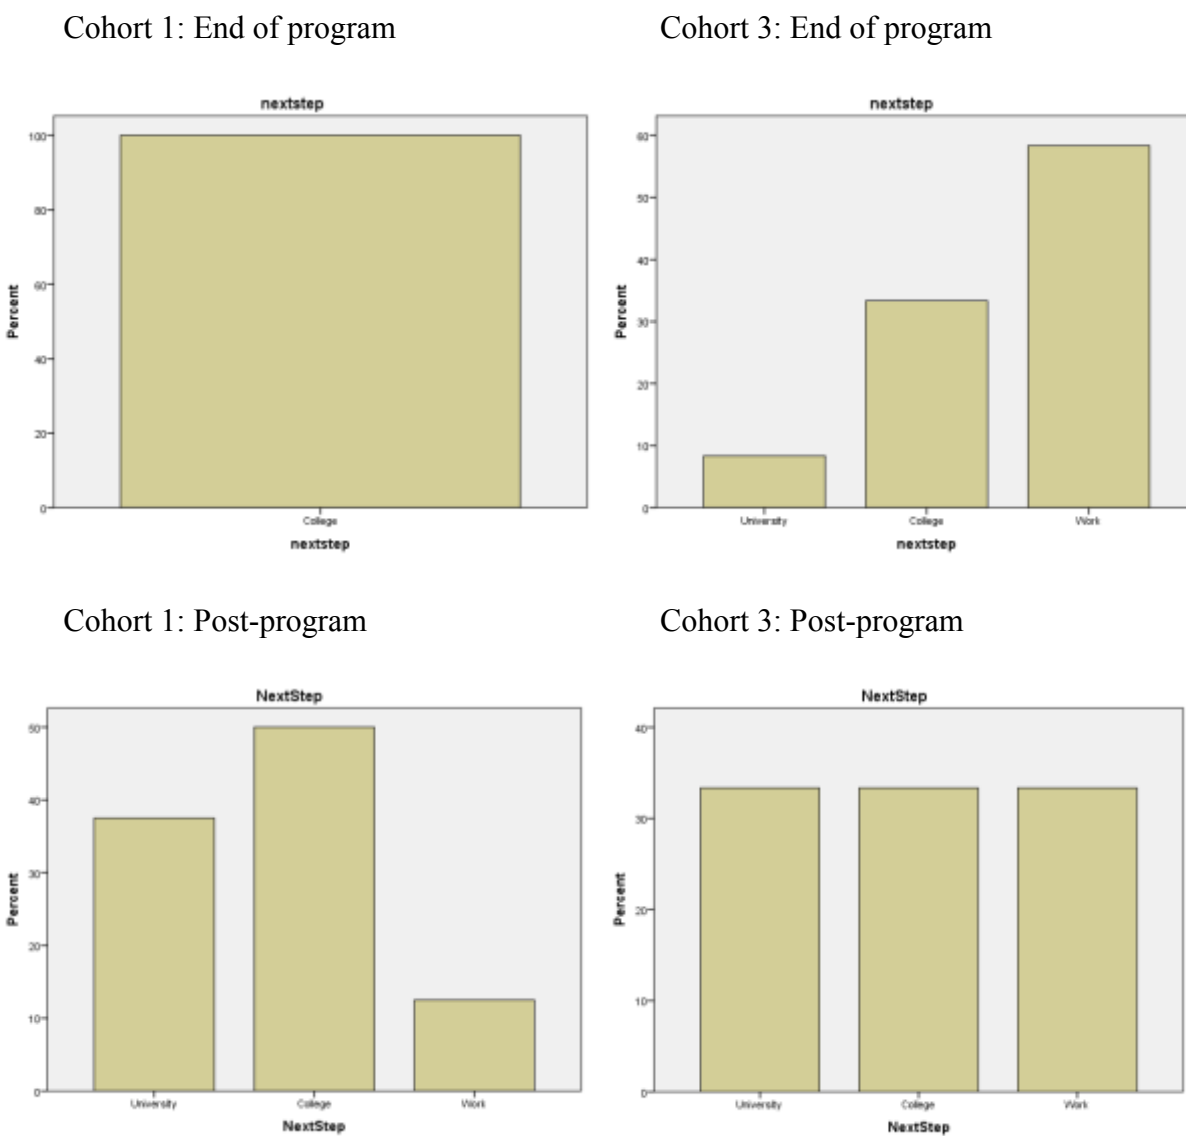 Cohort 1: End of program
Cohort 3: End of program
nextstep
Percent
100
80
60
40
20
0
College
nextstep
nextstep
Percent
60
50
40
30
20
10
0
University College Work
nextstep
Cohort 1: Post-program
Cohort 3: Post-program
NextStep
Percent
50
40
30
20
10
0
University College Work
NextStep
NextStep
Percent
40
30
20
10
0
University College Work
NextStep